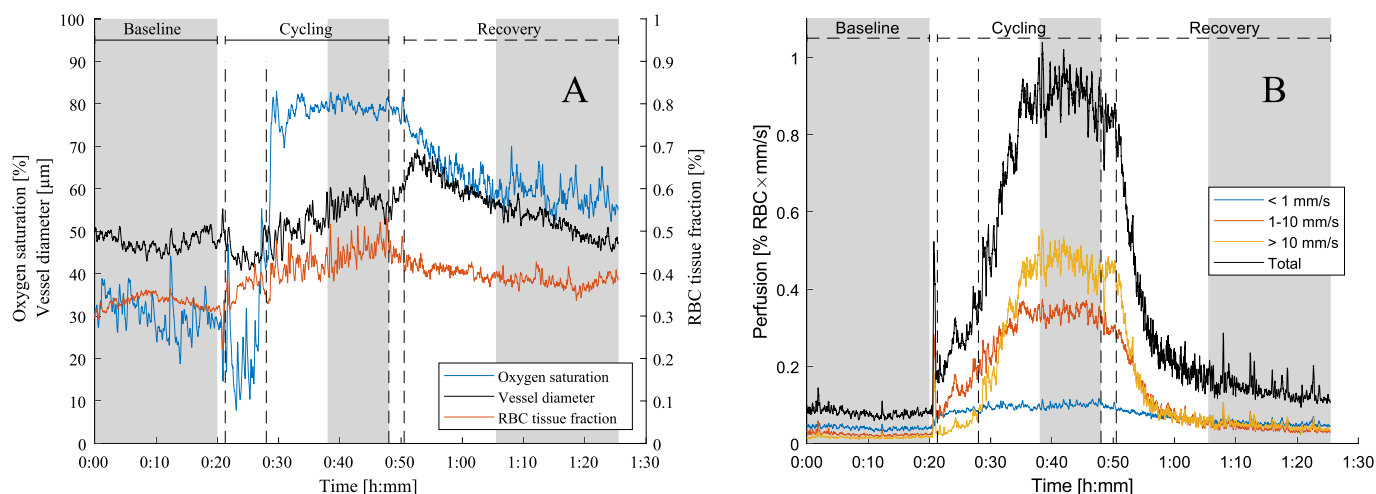 Baseline Cycling Recovery
A
Oxygen saturation [%]
Vessel diameter [µm]
100
90
80
70
60
50
40
30
20
10
0
1
0.9
0.8
0.7
0.6
0.5
0.4
0.3
0.2
0.1
0
RBC tissue fraction [%]
Oxygen saturation
Vessel diameter
RBC tissue fraction
0:00 0:10 0:20 0:30 0:40 0:50 1:00 1:10 1:20 1:30
Time [h:mm]
Baseline Cycling Recovery
B
Perfusion [% RBC×mm/s]
1
0.8
0.6
0.4
0.2
0
< 1 mm/s
1-10 mm/s
> 10 mm/s
Total
0:00 0:10 0:20 0:30 0:40 0:50 1:00 1:10 1:20 1:30
Time [h:mm]